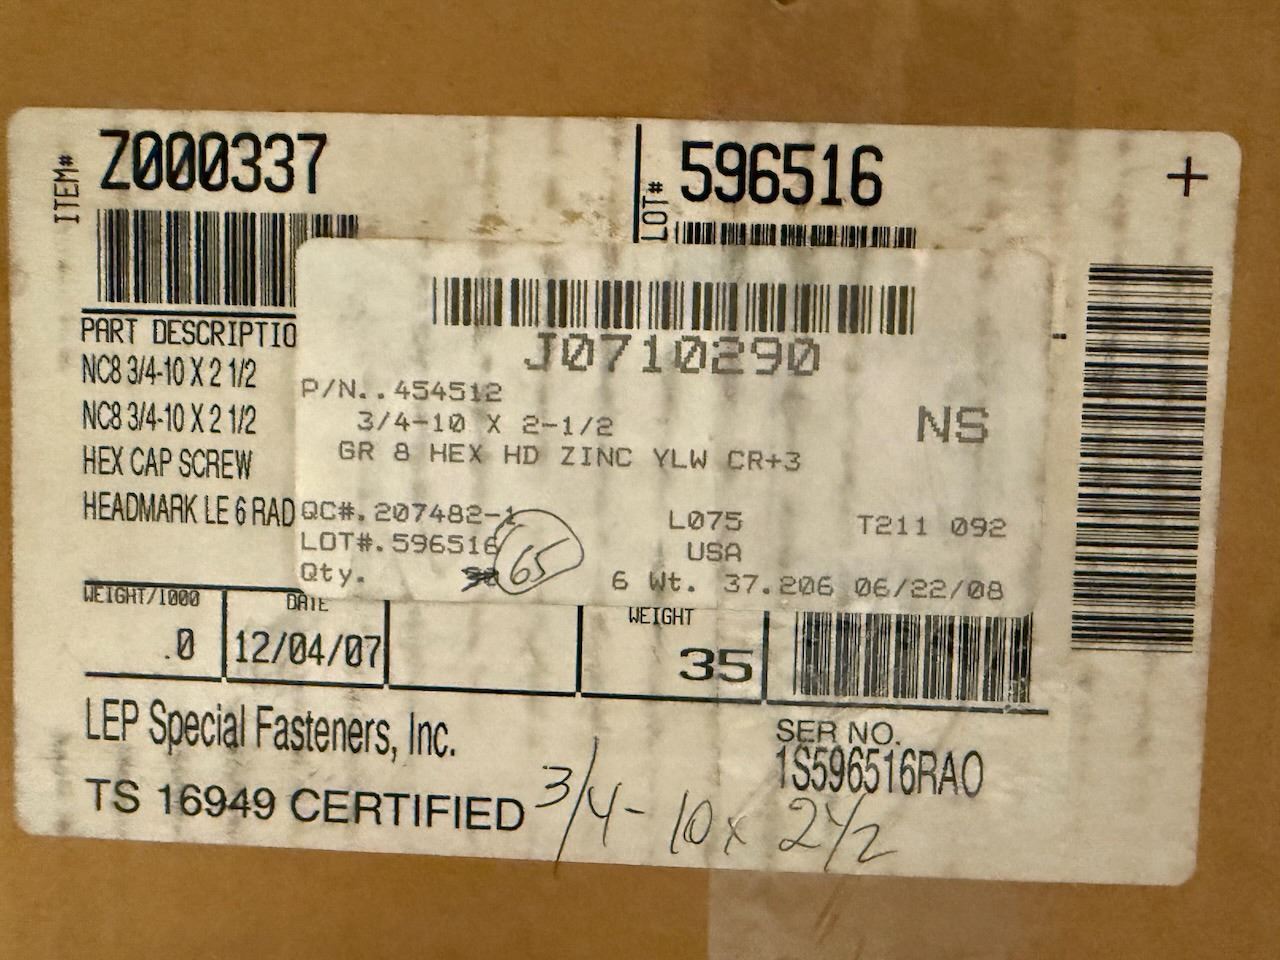 ITEM# Z000337
LOT# 596516
+
PART DESCRIPTIO
NC8 3/4-10 X 2 1/2
NC8 3/4-10 X 2 1/2
HEX CAP SCREW
HEADMARK LE 6 RAD
J0710290
P/N..454512
3/4-10 X 2-1/2
NS
GR 8 HEX HD ZINC YLW CR+3
QC#.207482-1 L075 T211 092
LOT#.596516 USA
Qty. 65 6 Wt. 37.206 06/22/08
WEIGHT/1000 DATE WEIGHT
.0 12/04/07 35
LEP Special Fasteners, Inc.
SER NO.
1S596516RAO
TS 16949 CERTIFIED
3/4-10 x 2 1/2